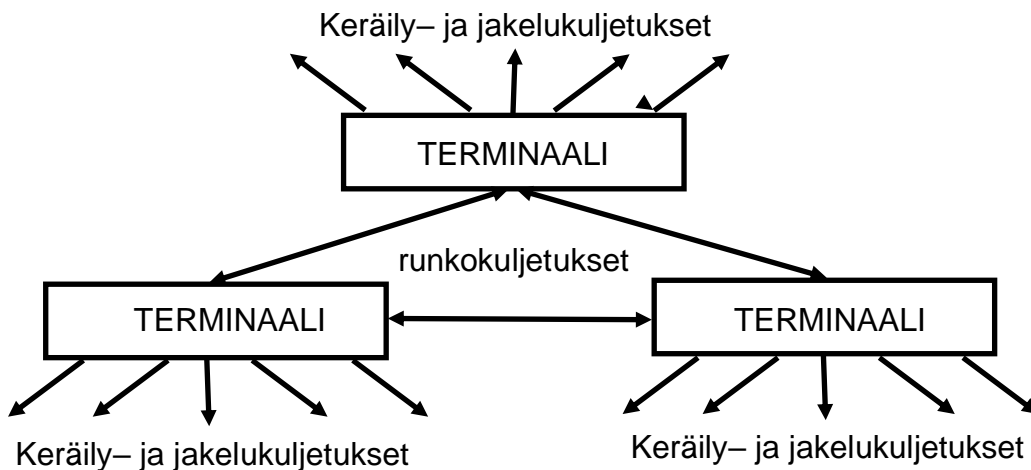 Keräily– ja jakelukuljetukset
TERMINAALI
runkokuljetukset
TERMINAALI
TERMINAALI
Keräily– ja jakelukuljetukset
Keräily– ja jakelukuljetukset